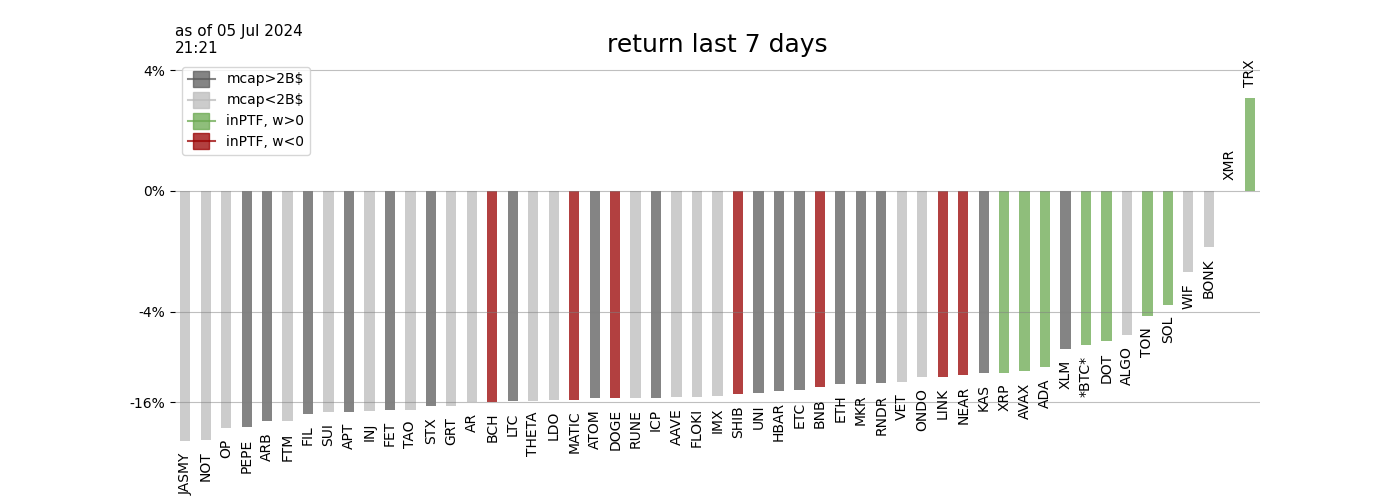 as of 05 Jul 2024
21:21
return last 7 days
4%
0%
-4%
-16%
mcap>2B$
mcap<2B$
inPTF, w>0
inPTF, w<0
JASMY
NOT
OP
PEPE
ARB
FTM
FIL
SUI
APT
INJ
FET
TAO
STX
GRT
AR
BCH
LTC
THETA
LDO
MATIC
ATOM
DOGE
RUNE
ICP
AAVE
FLOKI
IMX
SHIB
UNI
HBAR
ETC
BNB
ETH
MKR
RNDR
VET
ONDO
LINK
NEAR
KAS
XRP
AVAX
ADA
XLM
*BTC*
DOT
ALGO
TON
SOL
WIF
BONK
XMR
TRX